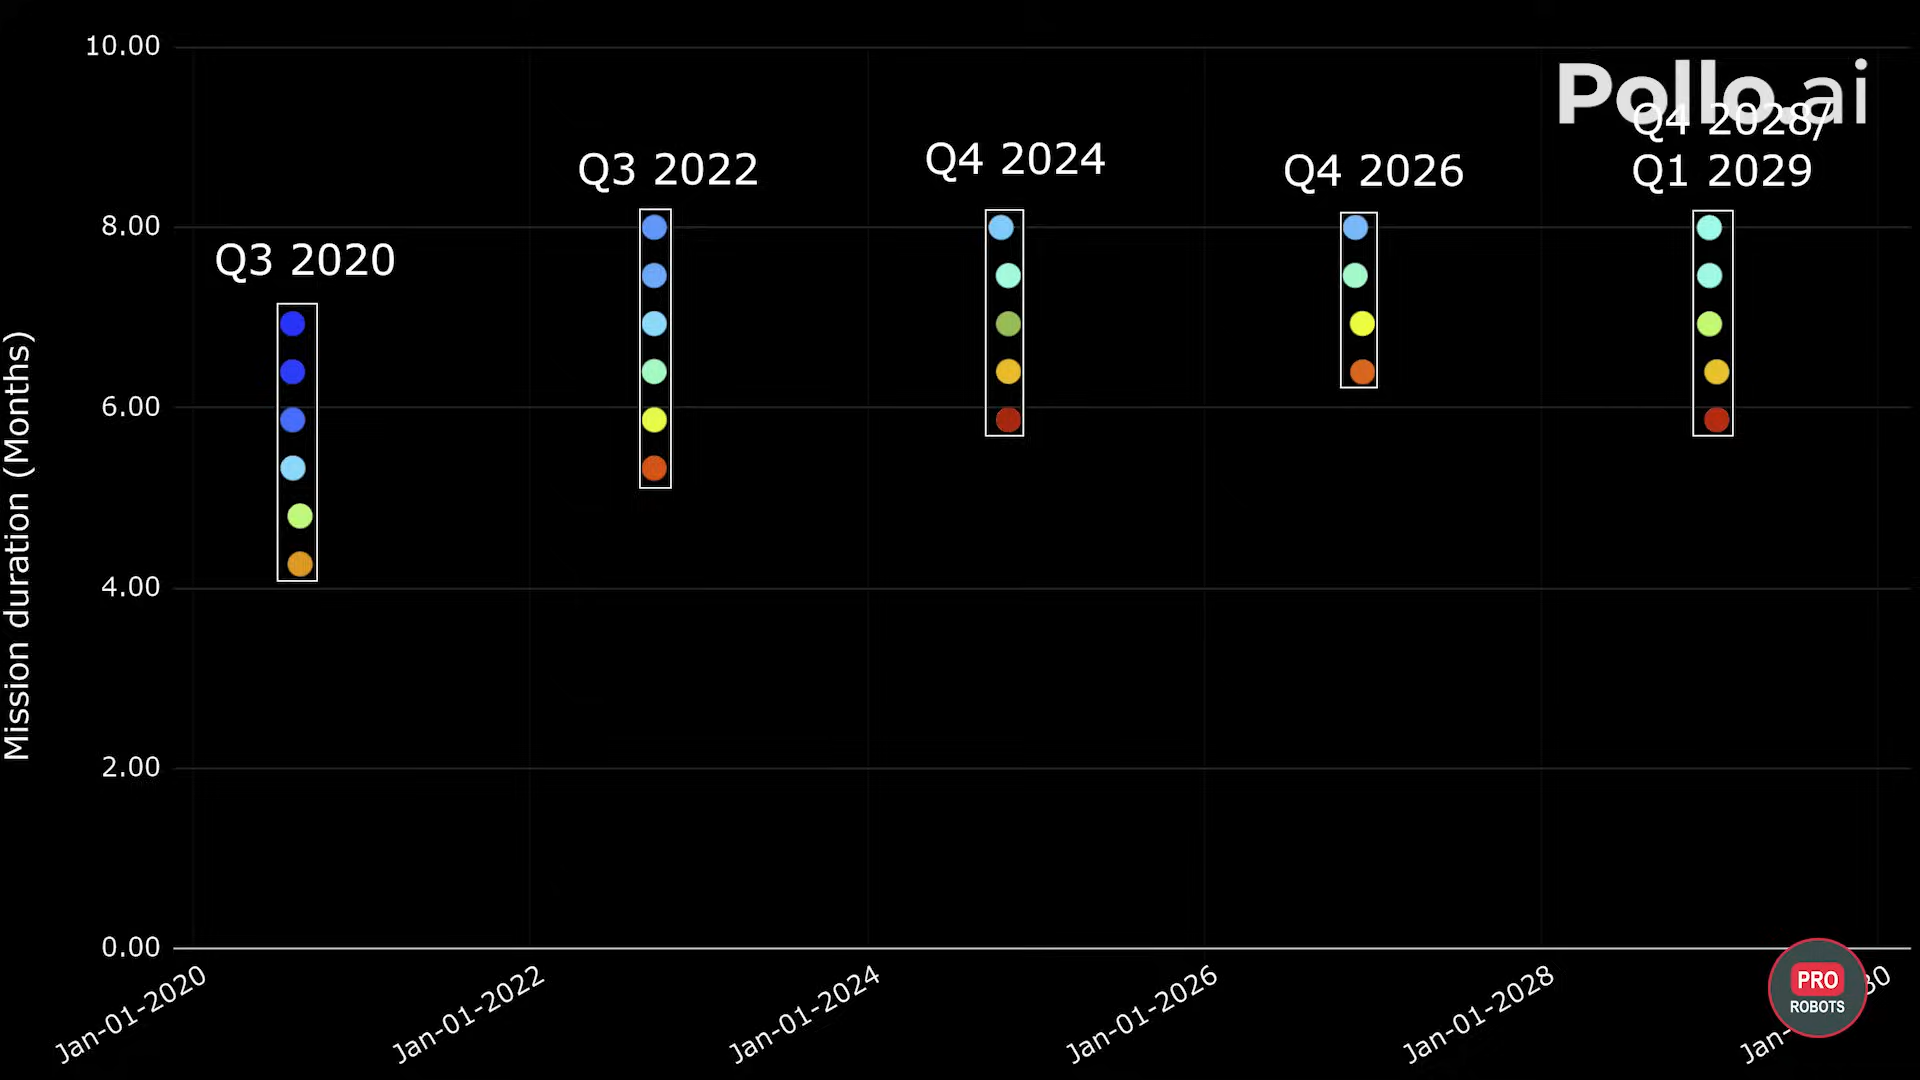 10.00
Pollo.ai
Q4 2028/
Q1 2029
Q4 2024
Q3 2022
Q4 2026
8.00
Q3 2020
6.00
Mission duration (Months)
4.00
2.00
0.00
Jan-01-2020
Jan-01-2022
Jan-01-2024
Jan-01-2026
Jan-01-2028
PRO
ROBOTS